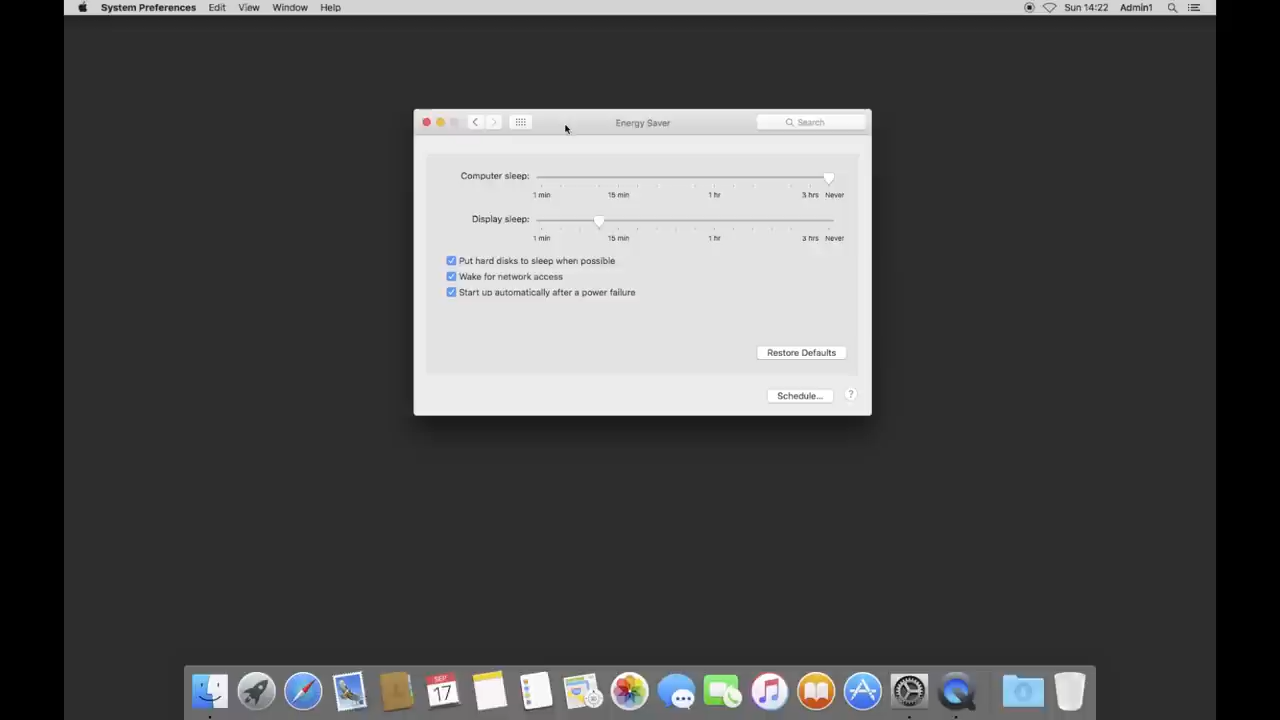 System Preferences Edit View Window Help Sun 14:22 Admin1
Energy Saver Search
Computer sleep:
1 min 15 min 1 hr 3 hrs Never
Display sleep:
1 min 15 min 1 hr 3 hrs Never
Put hard disks to sleep when possible
Wake for network access
Start up automatically after a power failure
Restore Defaults
Schedule... ?
SEP
17